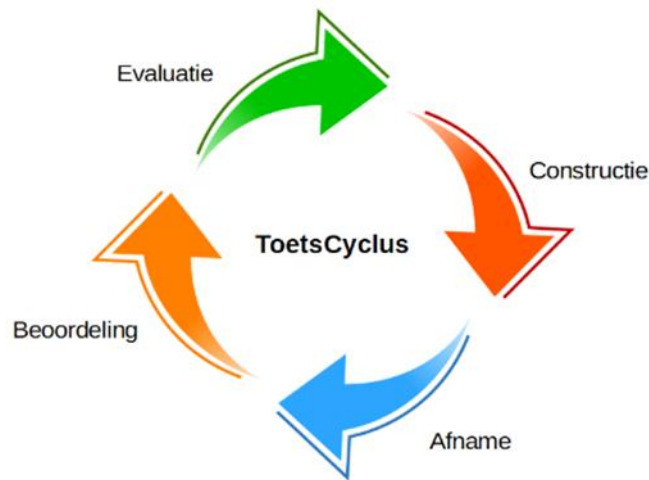 Evaluatie
Constructie
ToetsCyclus
Beoordeling
Afname